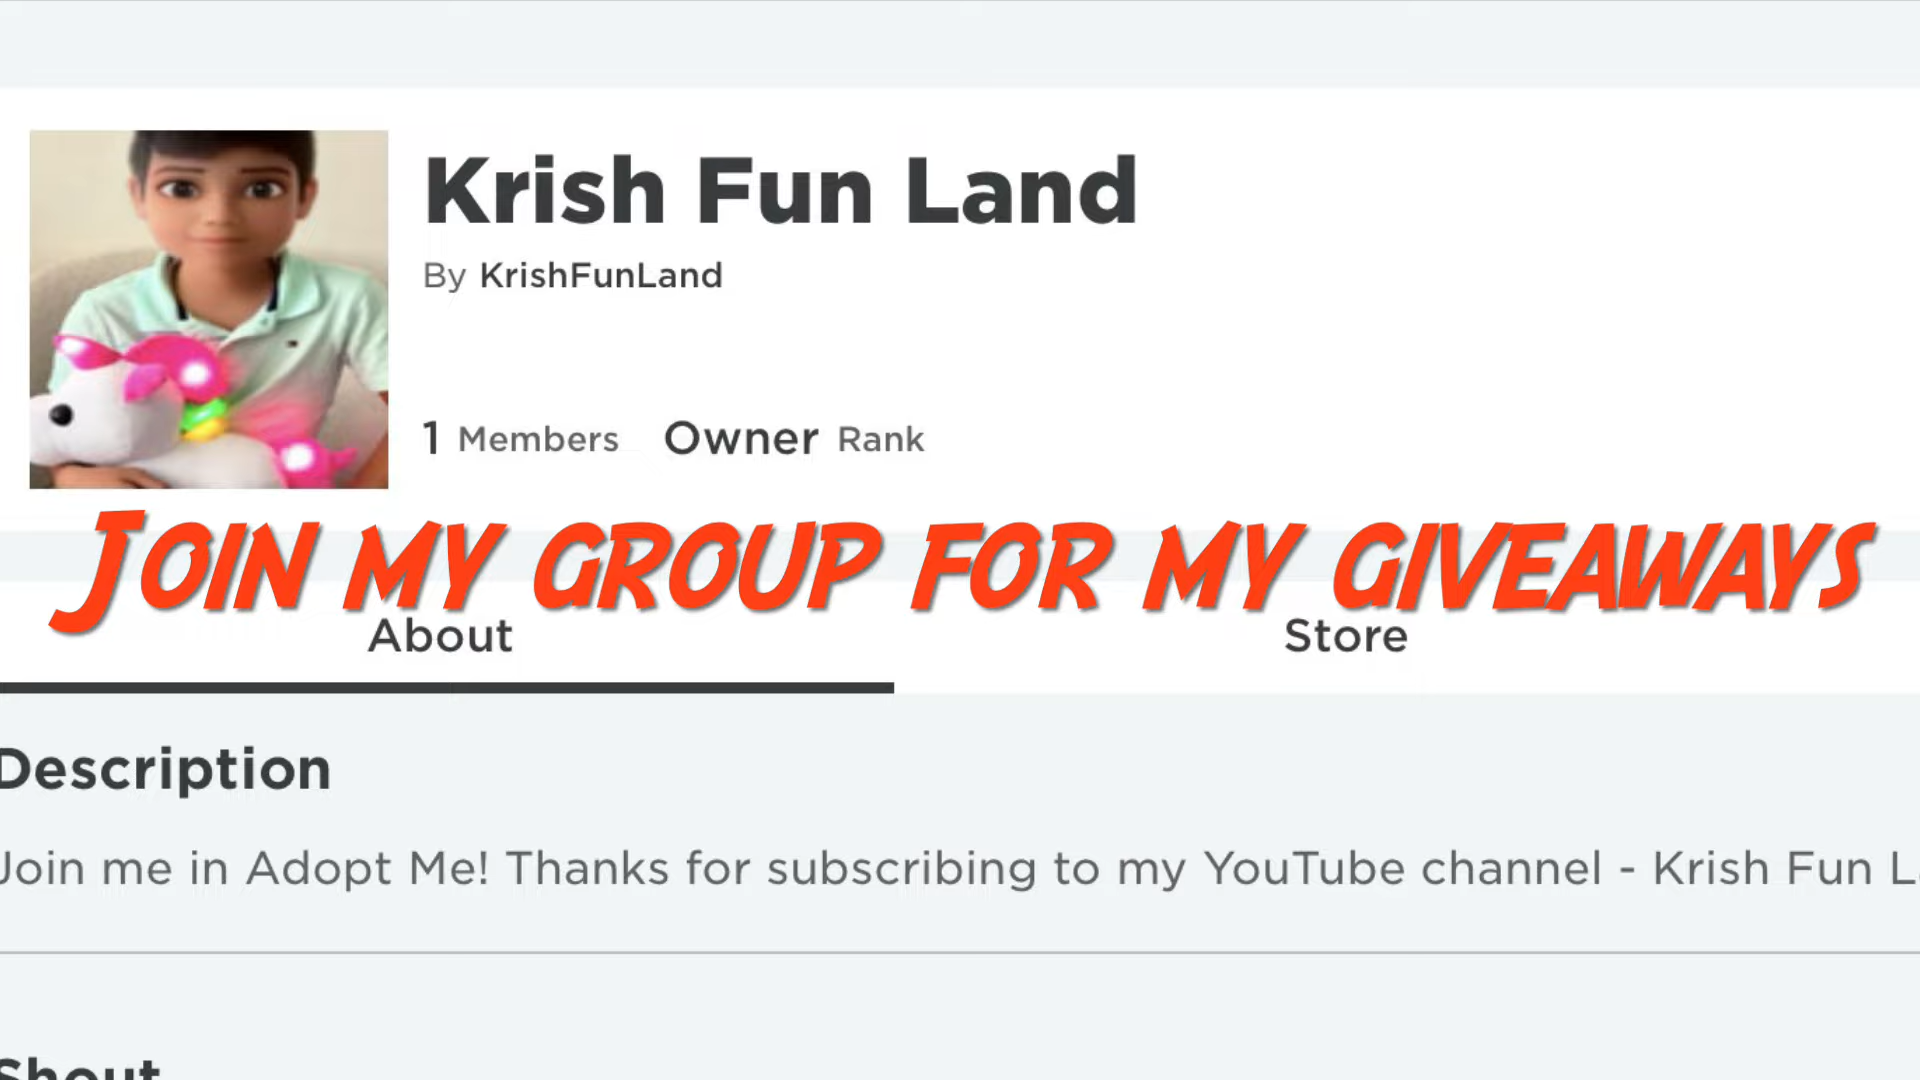 Krish Fun Land
By KrishFunLand
1 Members Owner Rank
JOIN MY GROUP FOR MY GIVEAWAYS
About Store
Description
Join me in Adopt Me! Thanks for subscribing to my YouTube channel - Krish Fun L
Shout